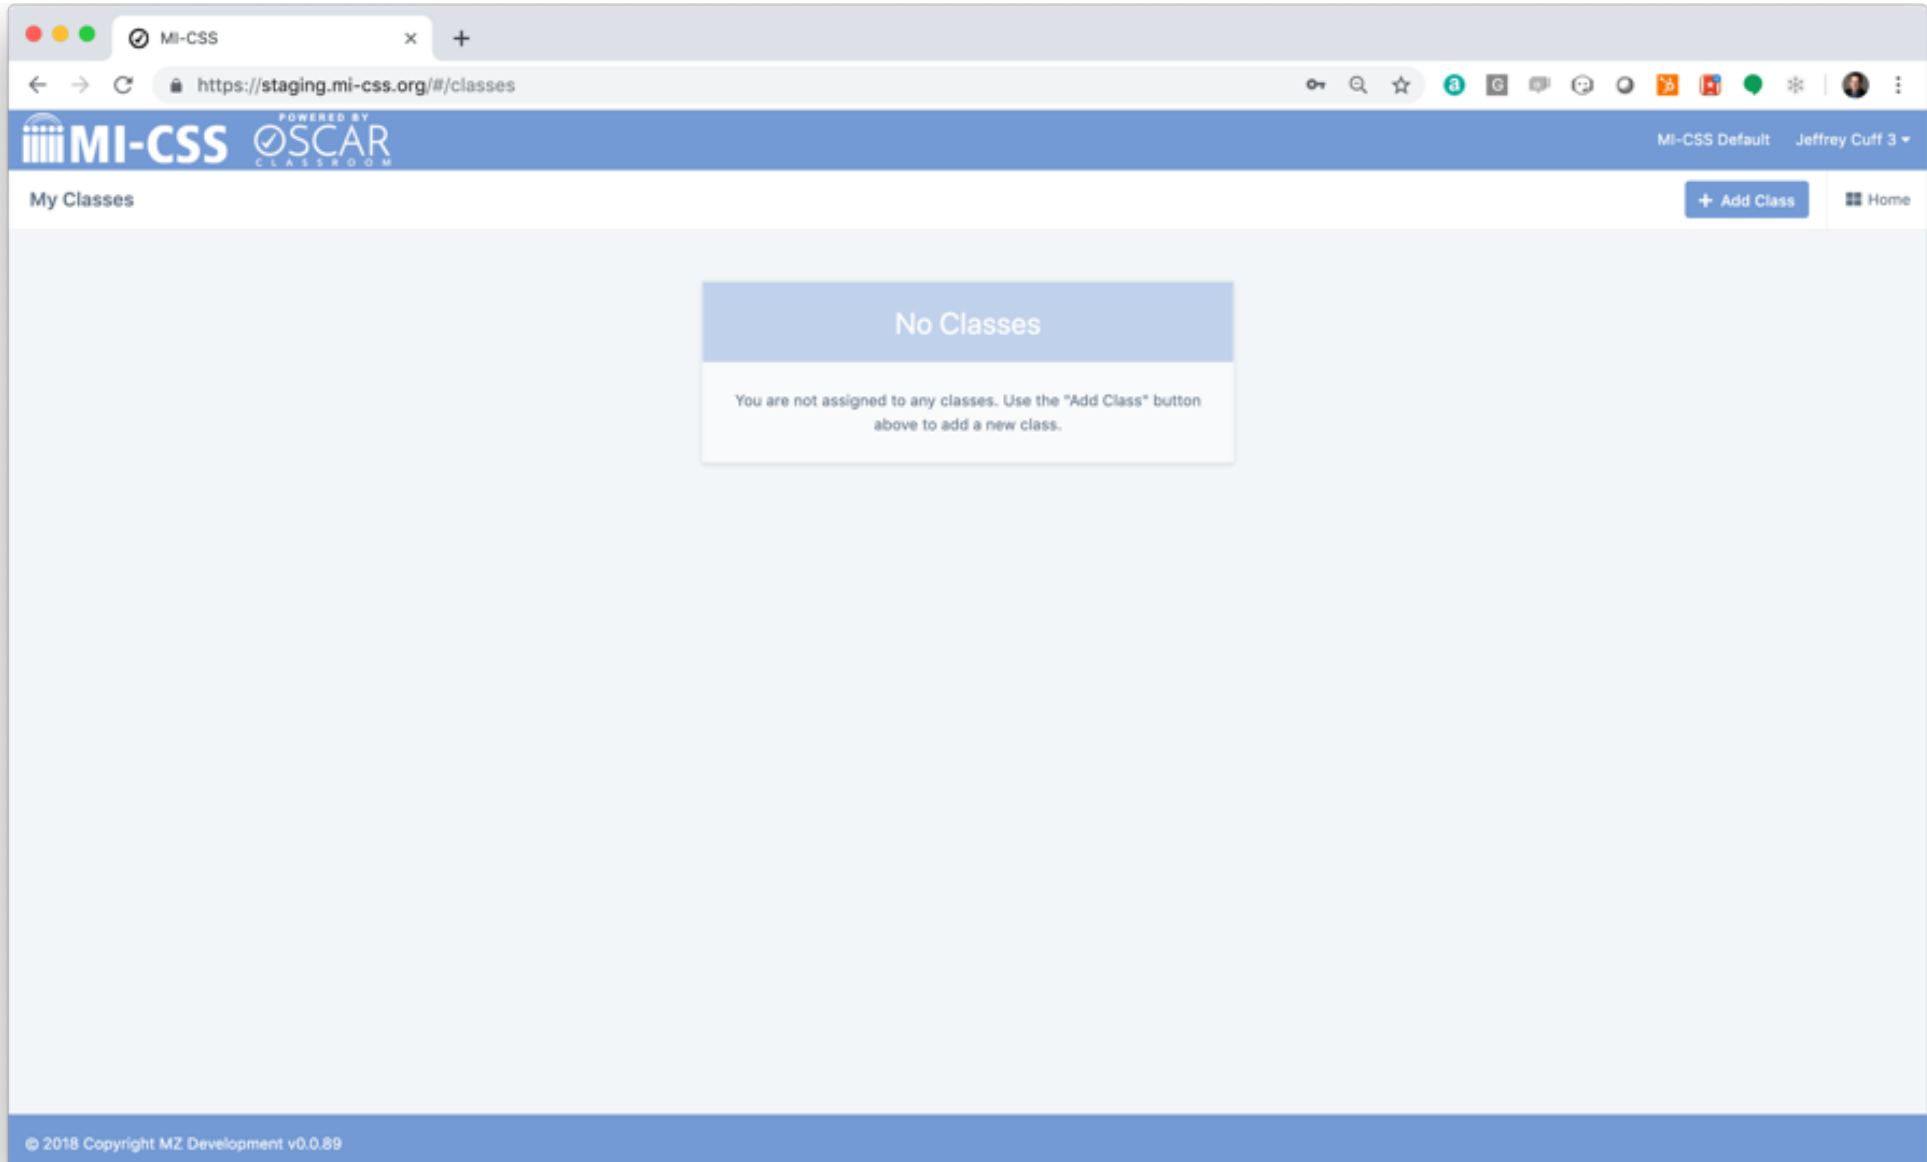 MI-CSS
https://staging.mi-css.org/#/classes
MI-CSS
POWERED BY
OSCAR
CLASSROOM
MI-CSS Default
Jeffrey Cuff 3
My Classes
+ Add Class
Home
No Classes
You are not assigned to any classes. Use the "Add Class" button
above to add a new class.
© 2018 Copyright MZ Development v0.0.89